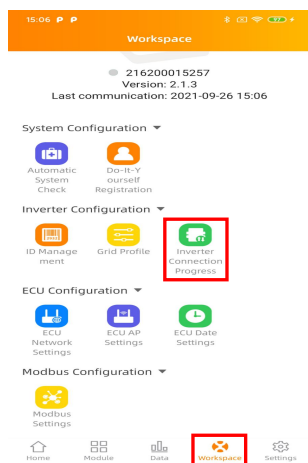 15:06 P P 97
Workspace
216200015257
Version: 2.1.3
Last communication: 2021-09-26 15:06
System Configuration
Automatic
System
Check
Do-It-Y
ourself
Registration
Inverter Configuration
ID Manage
ment
Grid Profile
Inverter
Connection
Progress
ECU Configuration
ECU
Network
Settings
ECU AP
Settings
ECU Date
Settings
Modbus Configuration
Modbus
Settings
Home Module Data Workspace Settings